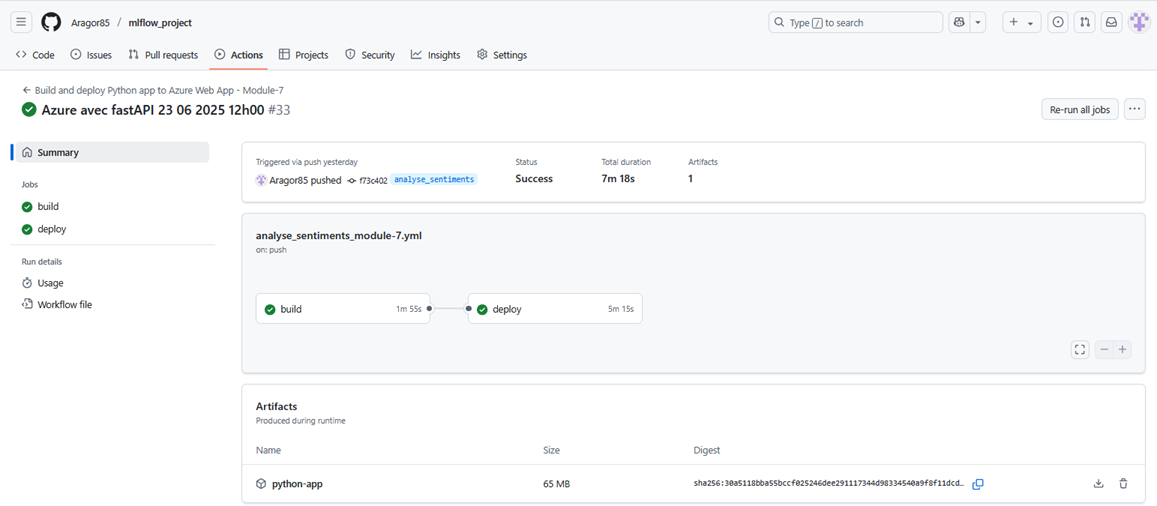 Aragor85 / mlflow_project
Type / to search
Code Issues Pull requests Actions Projects Security Insights Settings
Build and deploy Python app to Azure Web App - Module-7
Azure avec fastAPI 23 06 2025 12h00 #33
Re-run all jobs
Summary
Jobs
build
deploy
Run details
Usage
Workflow file
Triggered via push yesterday
Aragor85 pushed f73c402 analyse_sentiments
Status
Success
Total duration
7m 18s
Artifacts
1
analyse_sentiments_module-7.yml
on: push
build 1m 55s
deploy 5m 15s
Artifacts
Produced during runtime
Name Size Digest
python-app 65 MB sha256:30a5118bba55bccf025246dee291117344d98334540a9f8f11dcd…